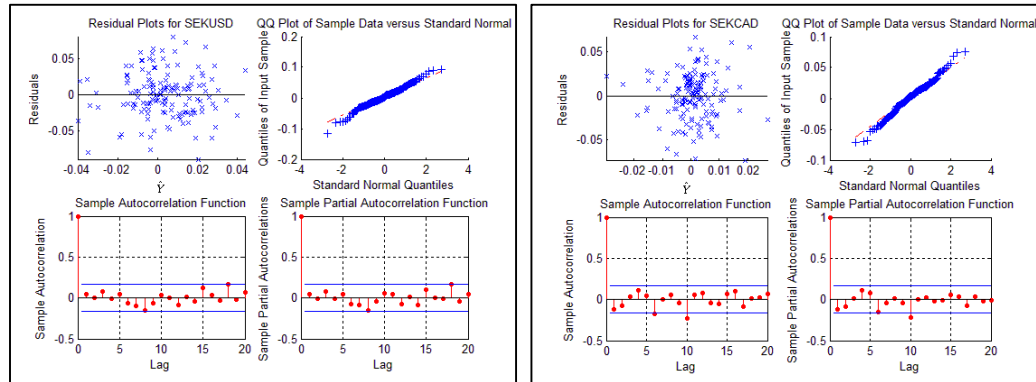 Residual Plots for SEKUSD
QQ Plot of Sample Data versus Standard Normal
Residuals
0.05
0
-0.05
-0.04 -0.02 0 0.02 0.04
Ŷ
Quantiles of Input Sample
0.2
0.1
0
-0.1
-0.2
-4 -2 0 2 4
Standard Normal Quantiles
Sample Autocorrelation Function
Sample Partial Autocorrelation Function
Sample Autocorrelation
1
0.5
0
-0.5
0 5 10 15 20
Lag
Sample Partial Autocorrelations
1
0.5
0
-0.5
0 5 10 15 20
Lag
Residual Plots for SEKCAD
QQ Plot of Sample Data versus Standard Normal
Residuals
0.05
0
-0.05
-0.02 -0.01 0 0.01 0.02
Ŷ
Quantiles of Input Sample
0.1
0.05
0
-0.05
-0.1
-4 -2 0 2 4
Standard Normal Quantiles
Sample Autocorrelation Function
Sample Partial Autocorrelation Function
Sample Autocorrelation
1
0.5
0
-0.5
0 5 10 15 20
Lag
Sample Partial Autocorrelations
1
0.5
0
-0.5
0 5 10 15 20
Lag